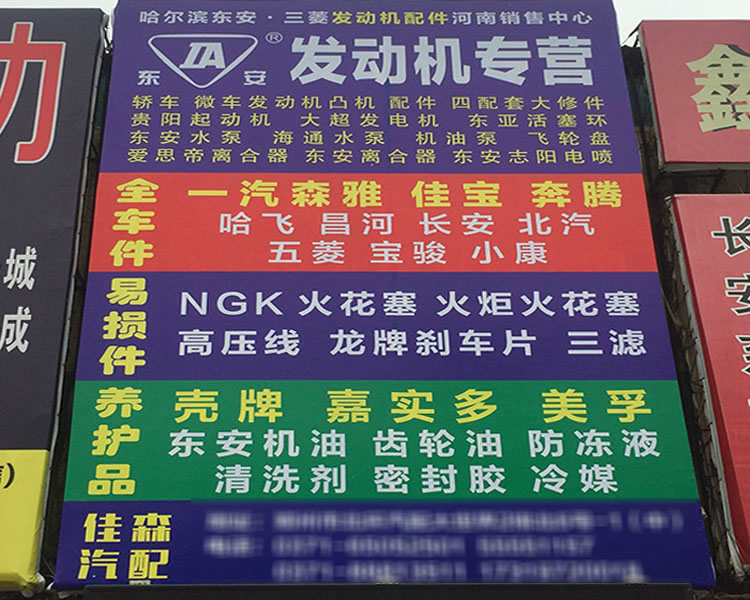 哈尔滨东安·三菱发动机配件河南销售中心
东安
®
发动机专营
轿车 微车发动机凸机 配件 四配套大修件
贵阳起动机 大超发电机 东亚活塞环
东安水泵 海通水泵 机油泵 飞轮盘
爱思帝离合器 东安离合器 东安志阳电喷
全车件
一汽森雅 佳宝 奔腾
哈飞 昌河 长安 北汽
五菱 宝骏 小康
易损件
NGK 火花塞 火炬火花塞
高压线 龙牌刹车片 三滤
养护品
壳牌 嘉实多 美孚
东安机油 齿轮油 防冻液
清洗剂 密封胶 冷媒
佳森
汽配
城
成
鑫
长
安